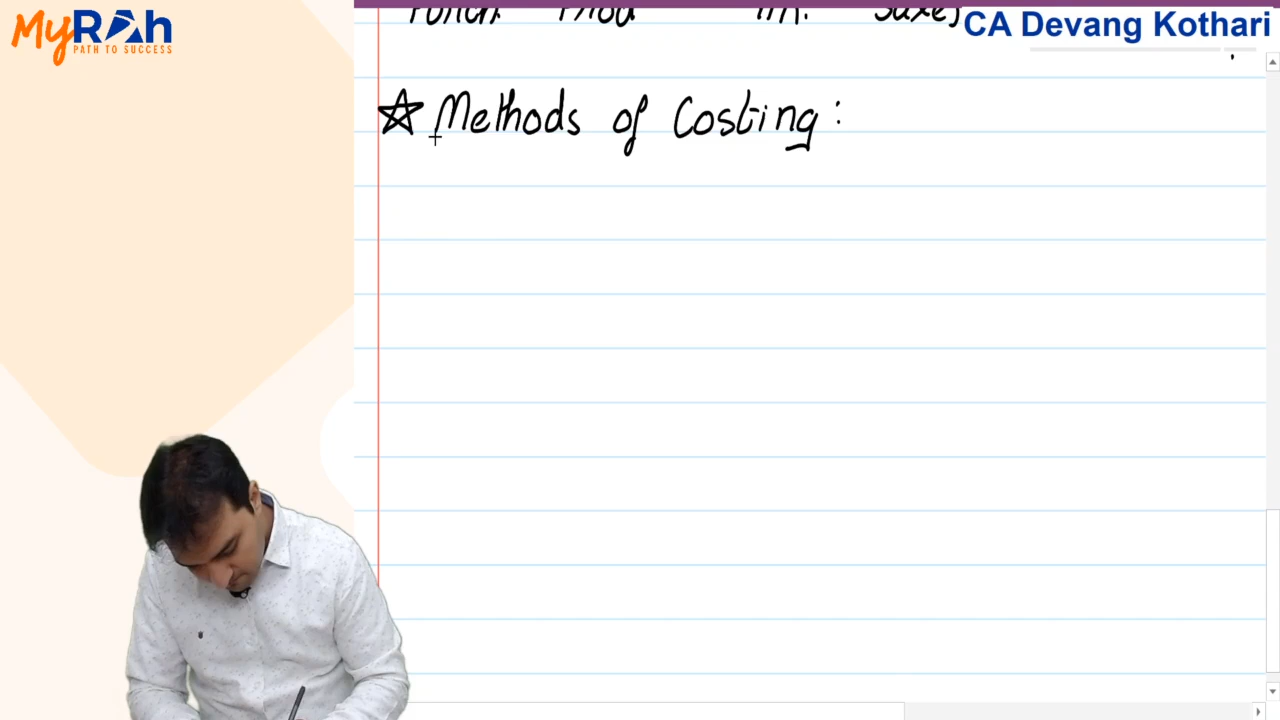 MyRAh
PATH TO SUCCESS
CA Devang Kothari
☆ Methods of Costing :